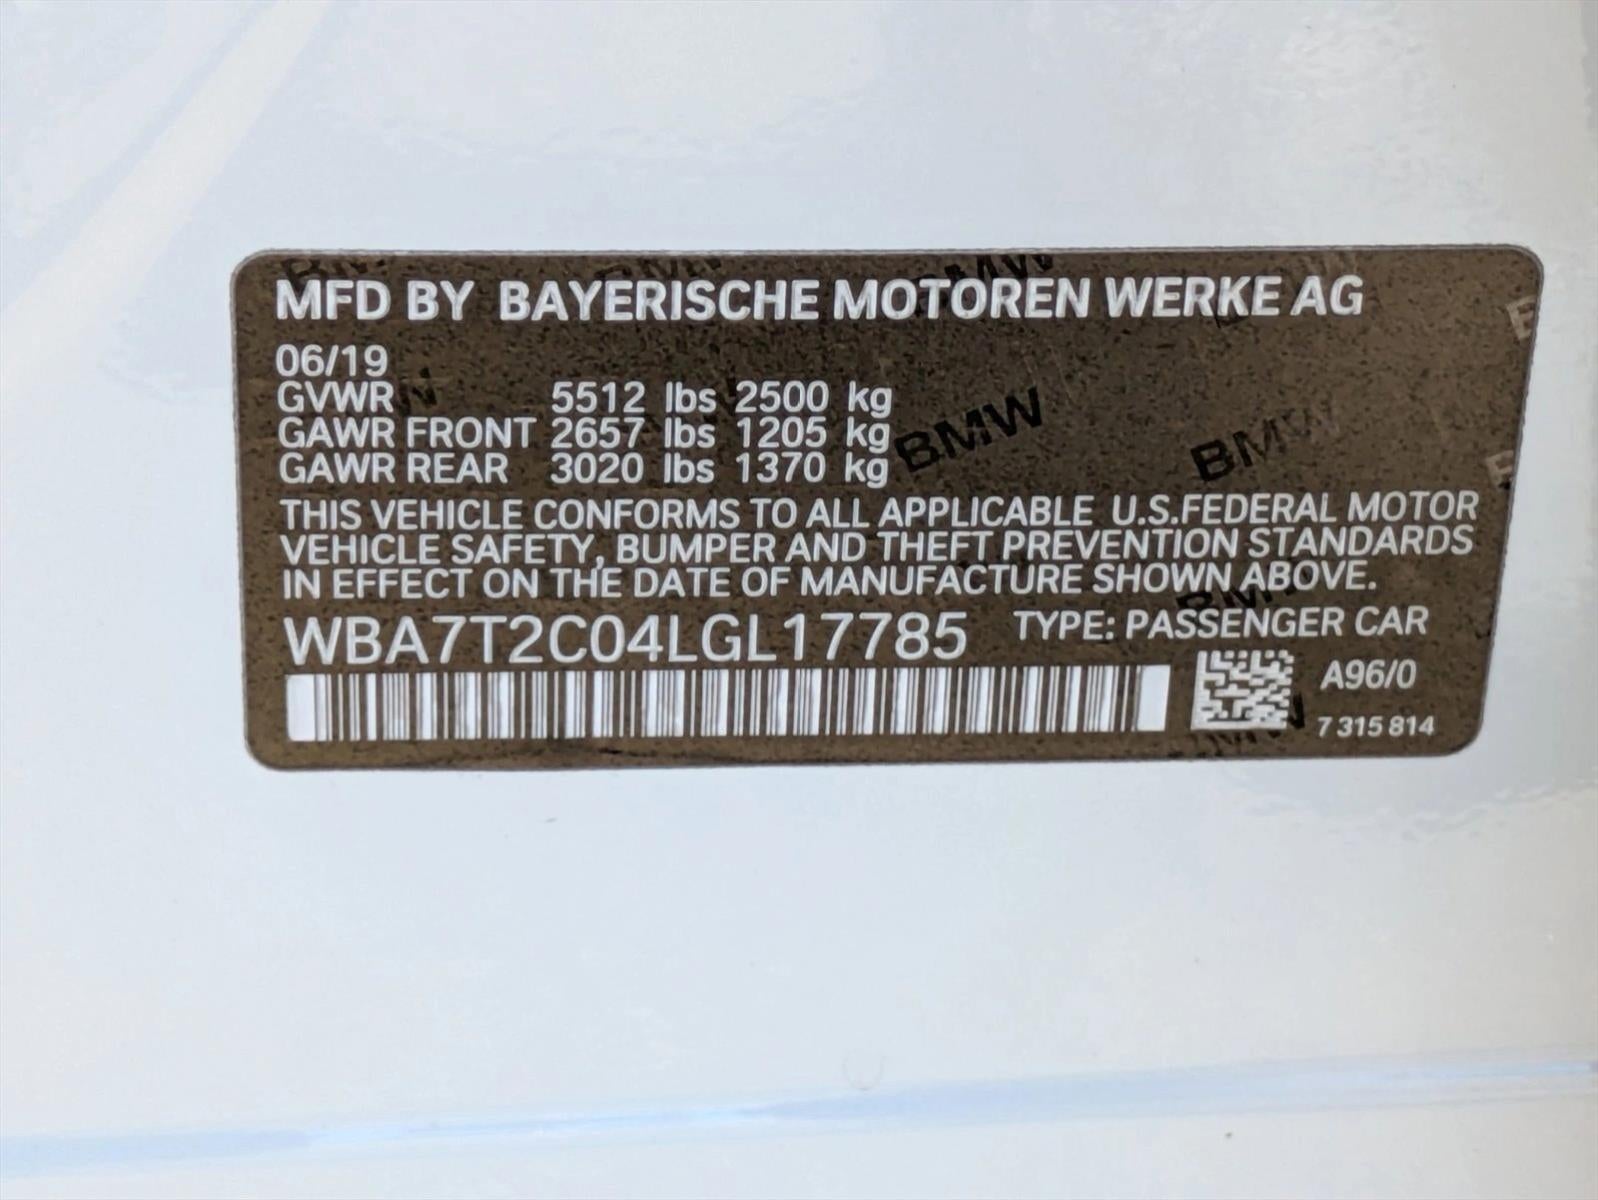 MFD BY BAYERISCHE MOTOREN WERKE AG
06/19
GVWR 5512 lbs 2500 kg
GAWR FRONT 2657 lbs 1205 kg
GAWR REAR 3020 lbs 1370 kg
BMW
BMW
THIS VEHICLE CONFORMS TO ALL APPLICABLE U.S.FEDERAL MOTOR
VEHICLE SAFETY, BUMPER AND THEFT PREVENTION STANDARDS
IN EFFECT ON THE DATE OF MANUFACTURE SHOWN ABOVE.
WBA7T2C04LGL17785 TYPE: PASSENGER CAR
A96/0
7 315 814